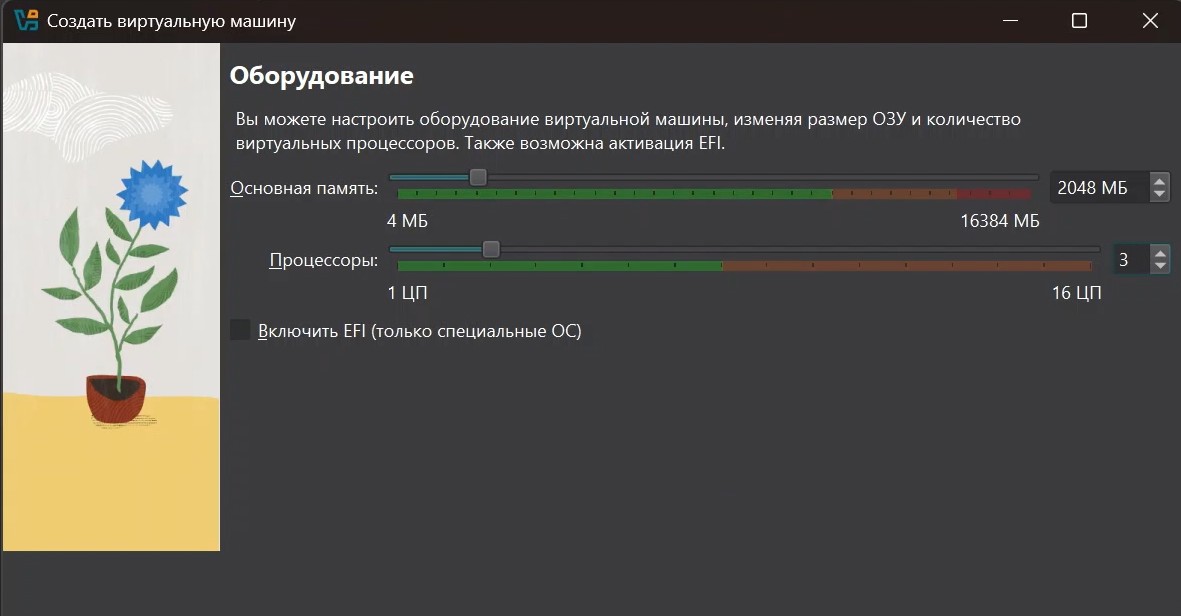 Создать виртуальную машину
Оборудование
Вы можете настроить оборудование виртуальной машины, изменяя размер ОЗУ и количество
виртуальных процессоров. Также возможна активация EFI.
Основная память:
2048 МБ
4 МБ
16384 МБ
Процессоры:
3
1 ЦП
16 ЦП
Включить EFI (только специальные ОС)